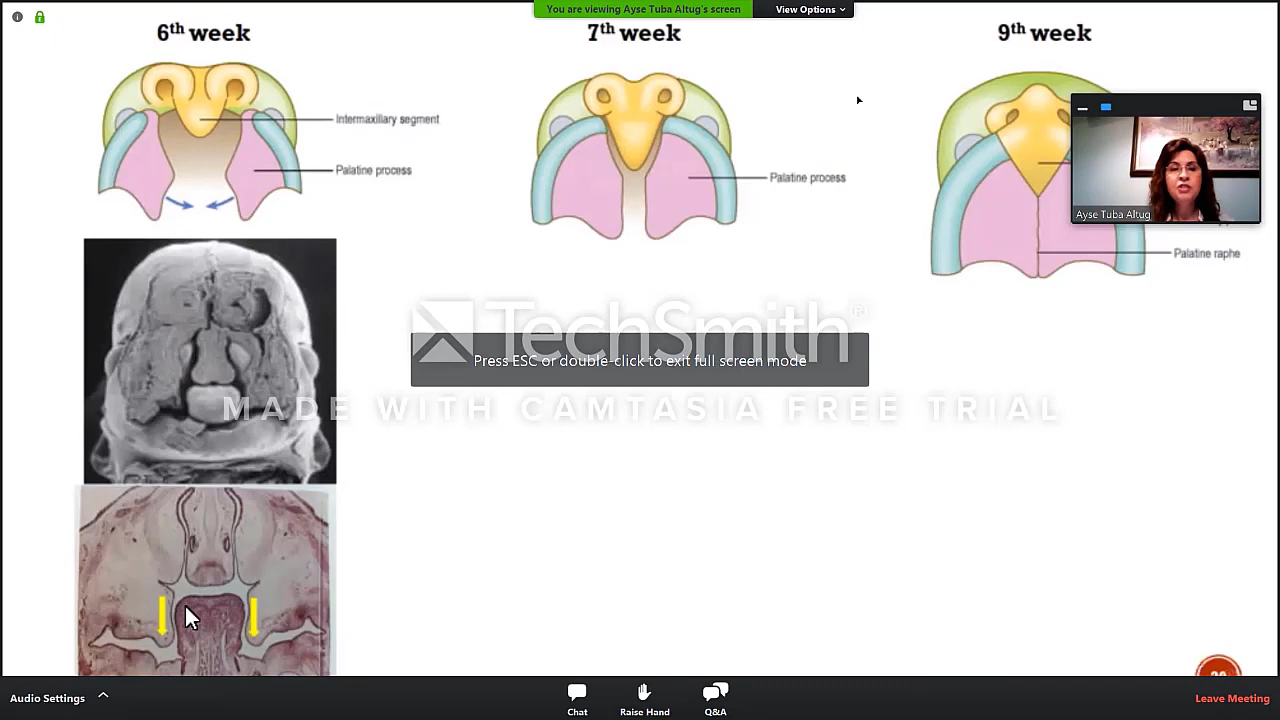 You are viewing Ayse Tuba Altug's screen
View Options
6th week
7th week
9th week
Intermaxillary segment
Palatine process
Palatine process
Ayse Tuba Altug
Palatine raphe
TechSmith®
Press ESC or double-click to exit full screen mode
MADE WITH CAMTASIA FREE TRIAL
Audio Settings
Chat
Raise Hand
Q&A
Leave Meeting